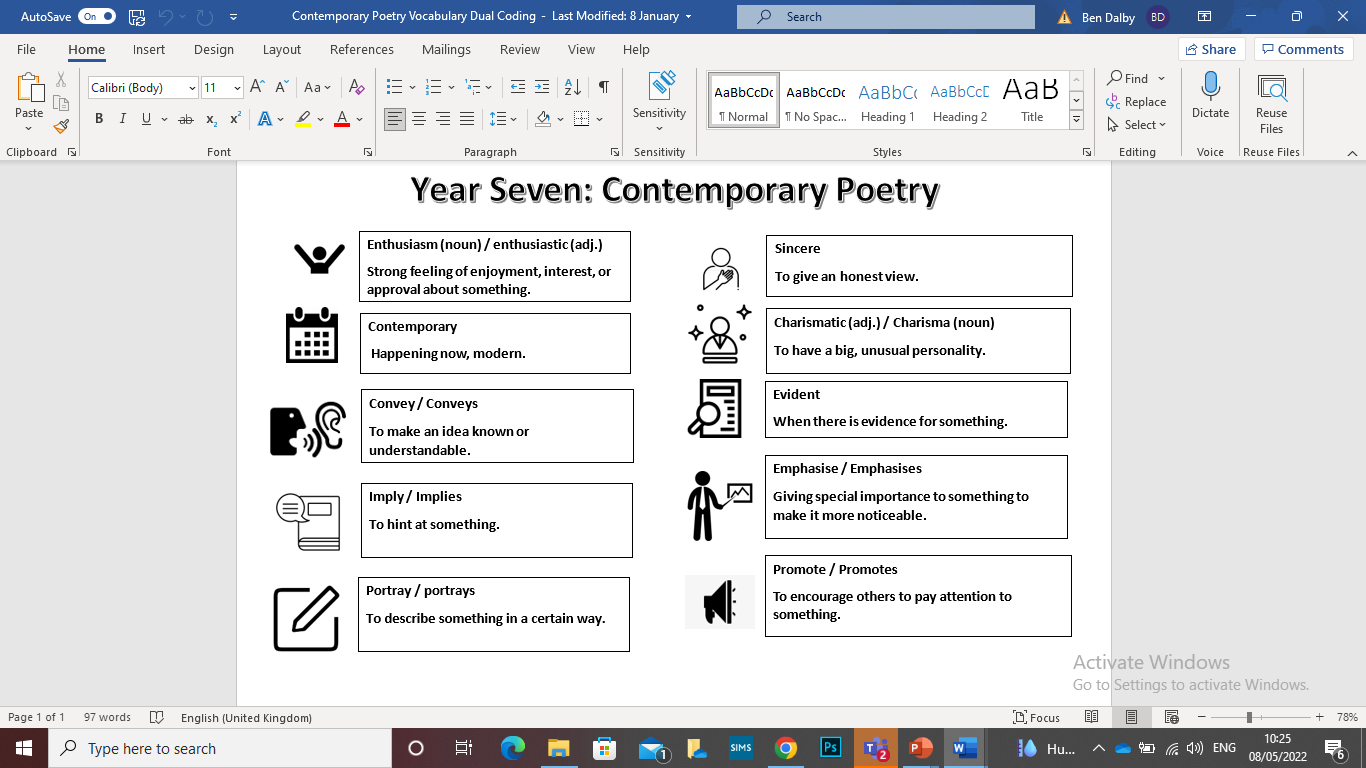 AutoSave On
Contemporary Poetry Vocabulary Dual Coding - Last Modified: 8 January
Search
Ben Dalby BD
File Home Insert Design Layout References Mailings Review View Help
Share Comments
Paste
Clipboard
Calibri (Body) 11
Font
Paragraph
Sensitivity
Sensitivity
AaBbCcDc AaBbCcDc AaBbCc AaBbCcE AaB
¶ Normal ¶ No Spac... Heading 1 Heading 2 Title
Styles
Find
Replace
Select
Editing
Dictate
Voice
Reuse
Files
Reuse Files
Year Seven: Contemporary Poetry
Enthusiasm (noun) / enthusiastic (adj.)
Strong feeling of enjoyment, interest, or
approval about something.
Contemporary
Happening now, modern.
Convey / Conveys
To make an idea known or
understandable.
Imply / Implies
To hint at something.
Portray / portrays
To describe something in a certain way.
Sincere
To give an honest view.
Charismatic (adj.) / Charisma (noun)
To have a big, unusual personality.
Evident
When there is evidence for something.
Emphasise / Emphasises
Giving special importance to something to
make it more noticeable.
Promote / Promotes
To encourage others to pay attention to
something.
Activate Windows
Go to Settings to activate Windows.
Page 1 of 1 97 words English (United Kingdom)
Focus 78%
Type here to search
SIMS
Ps
Hu...
ENG
10:25
08/05/2022